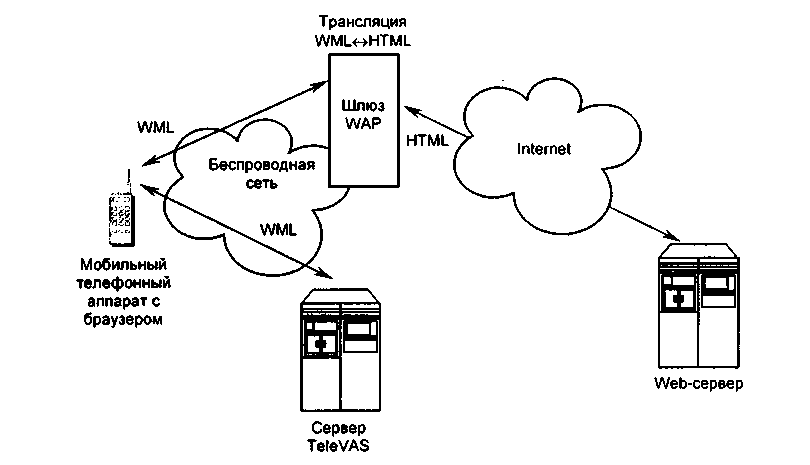 Трансляция
WML↔HTML
Шлюз
WAP
WML
HTML
Internet
Беспроводная
сеть
WML
Мобильный
телефонный
аппарат с
браузером
Web-сервер
Сервер
TeleVAS